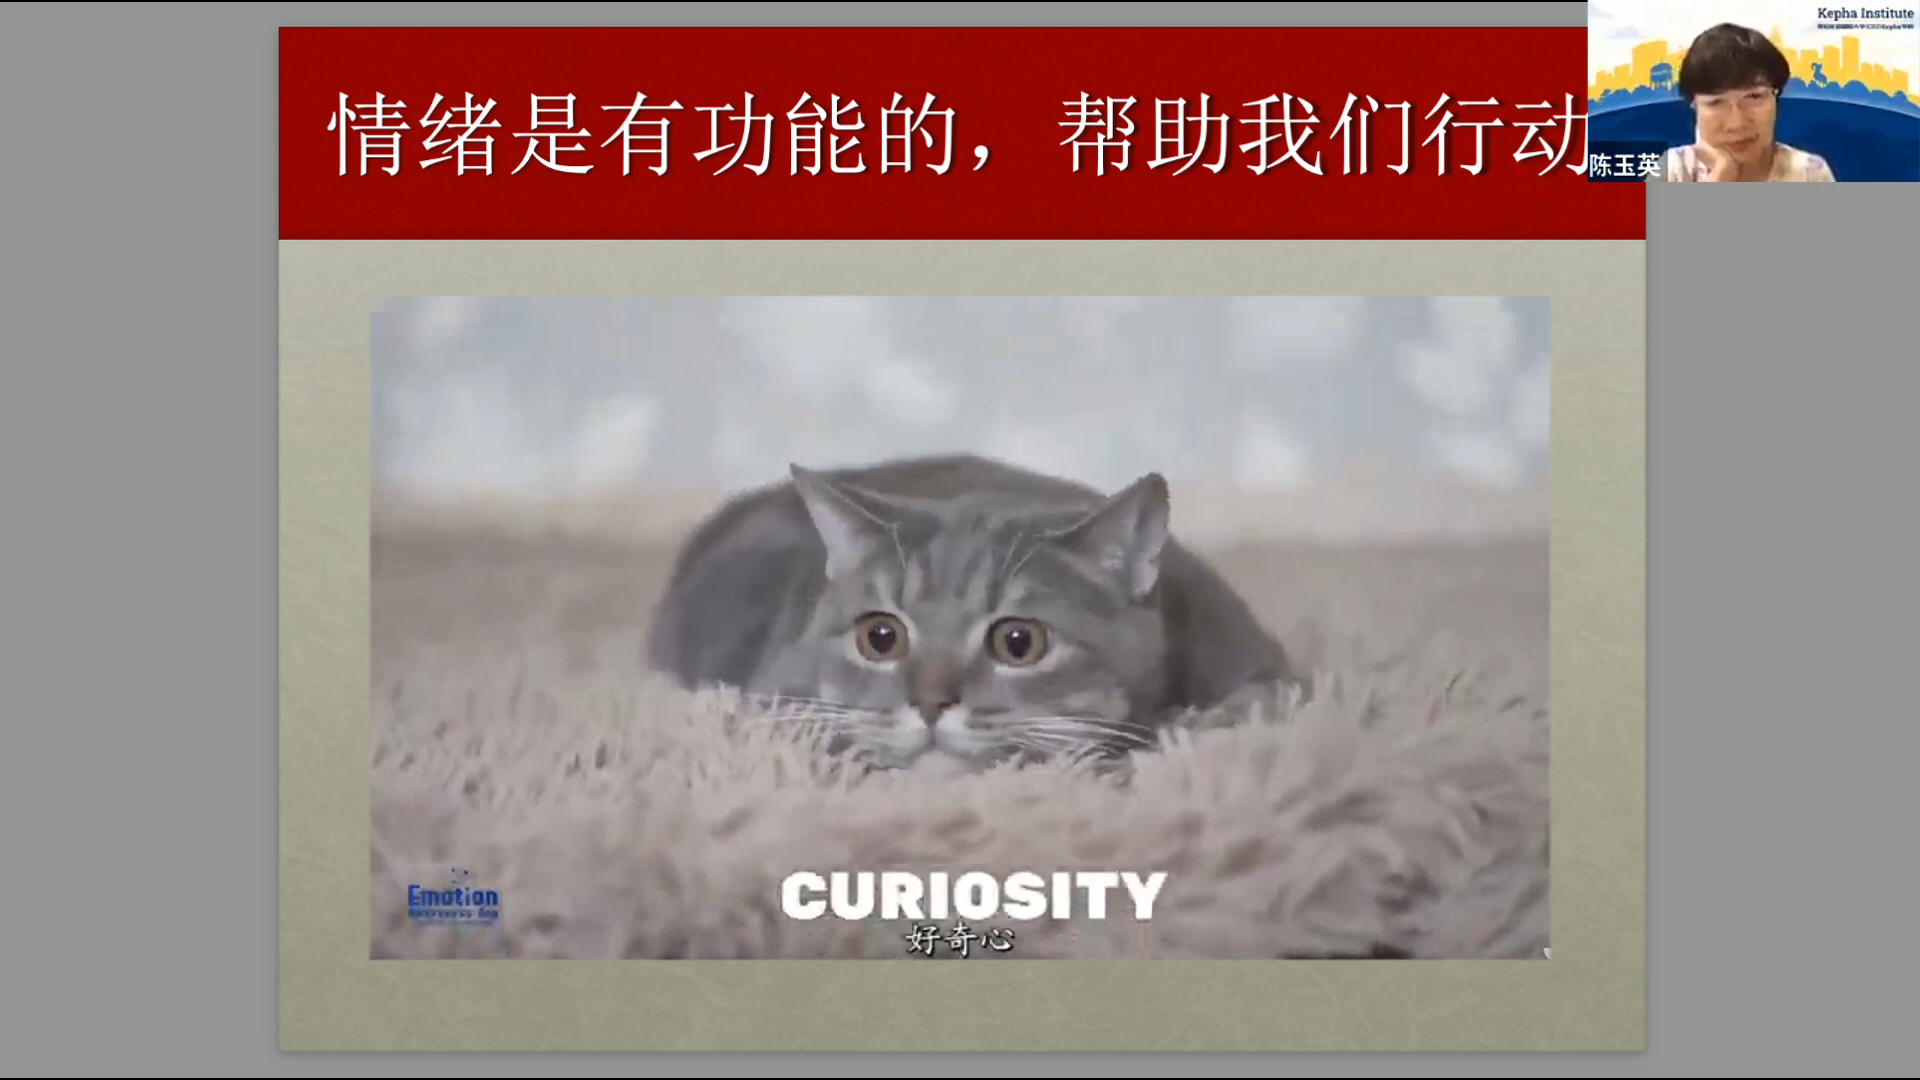 情绪是有功能的，帮助我们行动
Kepha Institute
陈玉英
Emotion
CURIOSITY
好奇心